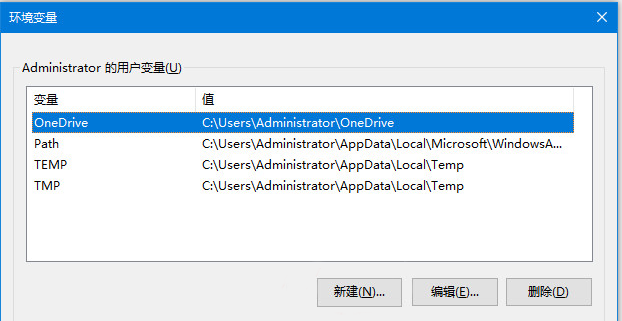 环境变量
Administrator 的用户变量(U)
变量 值
OneDrive C:\Users\Administrator\OneDrive
Path C:\Users\Administrator\AppData\Local\Microsoft\WindowsA...
TEMP C:\Users\Administrator\AppData\Local\Temp
TMP C:\Users\Administrator\AppData\Local\Temp
新建(N)... 编辑(E)... 删除(D)